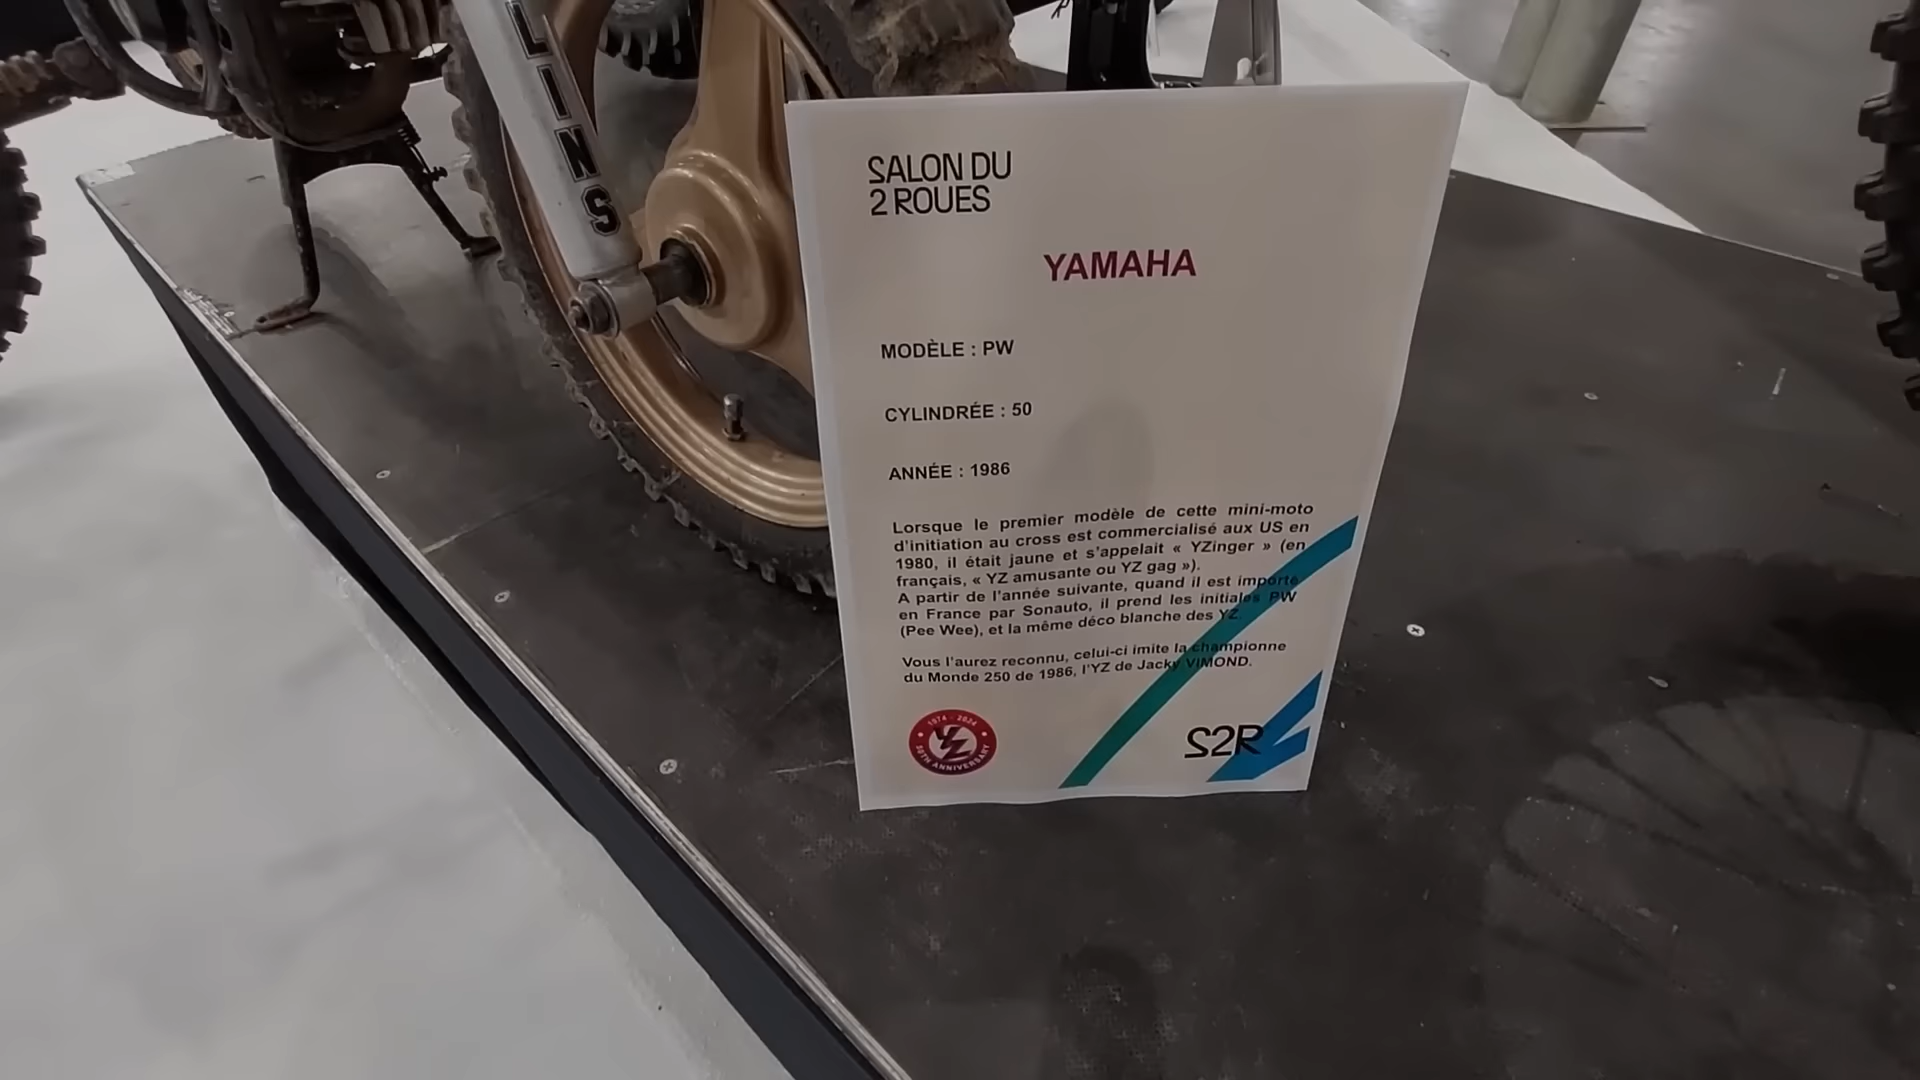 LINS
SALON DU
2 ROUES
YAMAHA
MODÈLE : PW
CYLINDRÉE : 50
ANNÉE : 1986
Lorsque le premier modèle de cette mini-moto
d'initiation au cross est commercialisé aux US en
1980, il était jaune et s'appelait « YZinger » (en
français, « YZ amusante ou YZ gag »).
A partir de l'année suivante, quand il est importé
en France par Sonauto, il prend les initiales PW
(Pee Wee), et la même déco blanche des YZ.
Vous l'aurez reconnu, celui-ci imite la championne
du Monde 250 de 1986, l'YZ de Jacky VIMOND.
1974 - 2024
YZ
50TH ANNIVERSARY
S2R